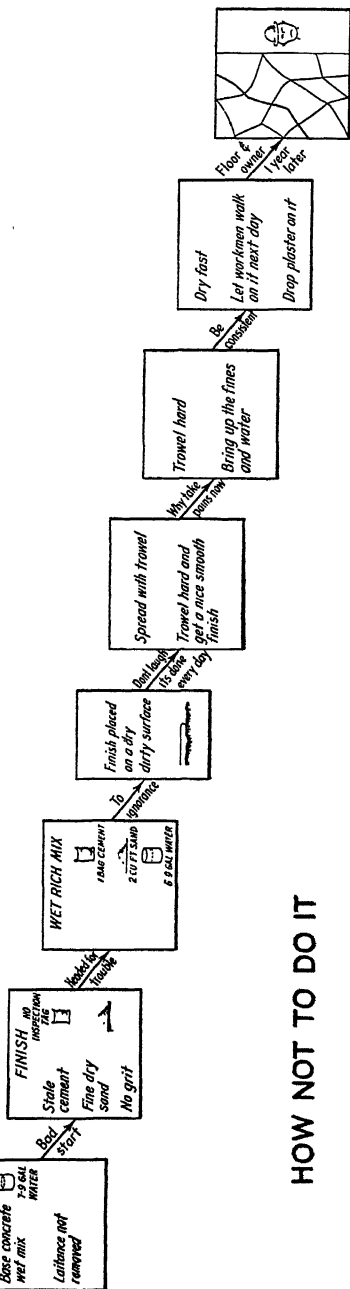 Base concrete
wet mix
7-9 GAL
WATER
Laitance not
removed
Bad
start
FINISH
NO
INSPECTION
TAG
Stale
cement
Fine dry
sand
No grit
Headed for
trouble
WET RICH MIX
1 BAG CEMENT
2 CU FT SAND
6-9 GAL WATER
To
ignorance
Finish placed
on a dry
dirty surface
Dont laugh
its done
every day
Spread with trowel
Trowel hard and
get a nice smooth
finish
Why take
pains now
Trowel hard
Bring up the fines
and water
Be
consistent
Dry fast
Let workmen walk
on it next day
Drop plaster on it
Floor &
owner
1 year
later
HOW NOT TO DO IT